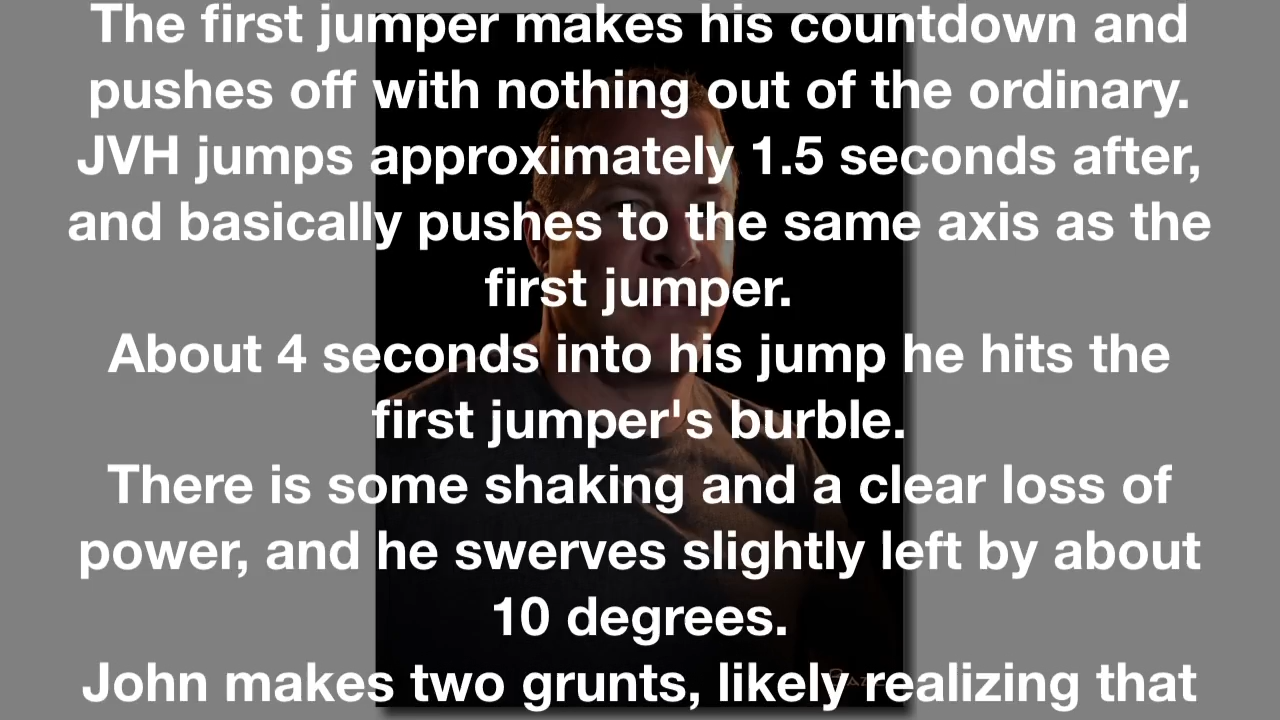 The first jumper makes his countdown and
pushes off with nothing out of the ordinary.
JVH jumps approximately 1.5 seconds after,
and basically pushes to the same axis as the
first jumper.
About 4 seconds into his jump he hits the
first jumper's burble.
There is some shaking and a clear loss of
power, and he swerves slightly left by about
10 degrees.
John makes two grunts, likely realizing that